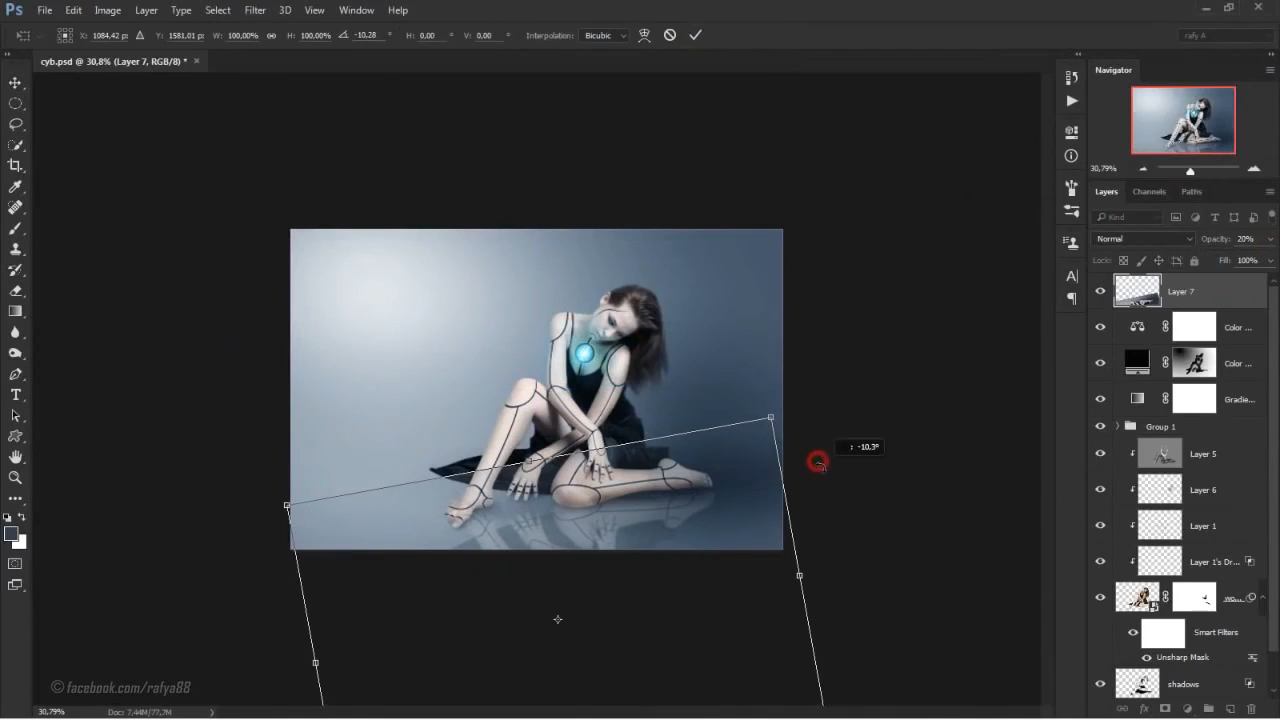 Ps File Edit Image Layer Type Select Filter 3D View Window Help
X: 1084.42 px Y: 1581.01 px W: 100,00% H: 100,00% -10,28 ° H: 0,00 ° V: 0,00 ° Interpolation: Bicubic rafy A
cyb.psd @ 30,8% (Layer 7, RGB/8) * ×
Navigator
30,79%
Layers Channels Paths
Kind
Normal Opacity: 20%
Lock: Fill: 100%
Layer 7
Color ...
Color ...
Gradie...
Group 1
: -10,3°
Layer 5
Layer 6
Layer 1
Layer 1's Dr...
Smart Filters
Unsharp Mask
shadows
© facebook.com/rafya88
30,79% Doc: 7,44M/77,7M